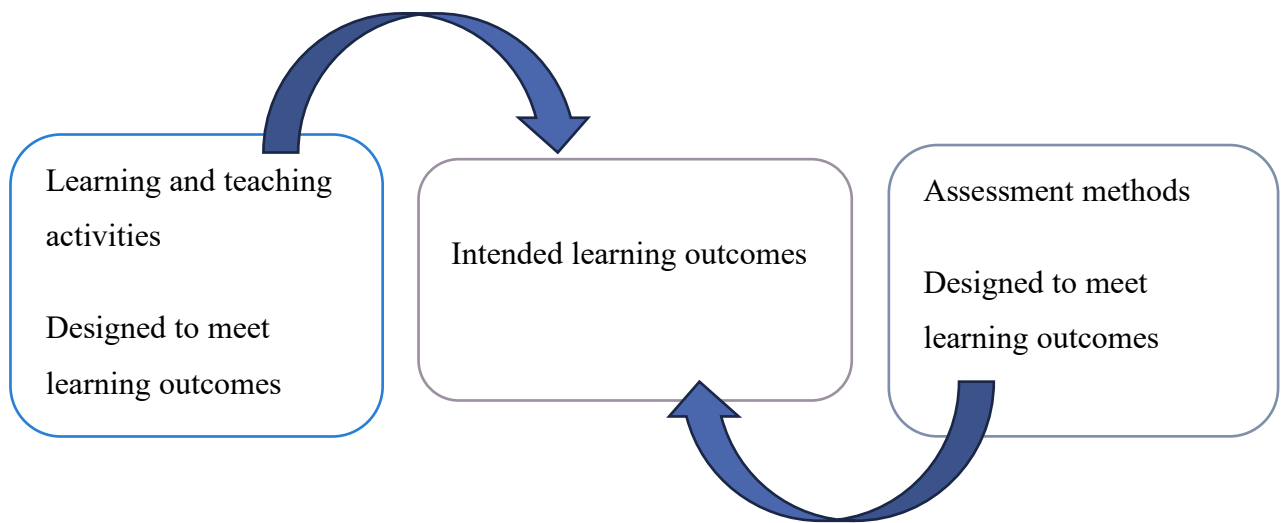 Learning and teaching
activities
Designed to meet
learning outcomes
Intended learning outcomes
Assessment methods
Designed to meet
learning outcomes